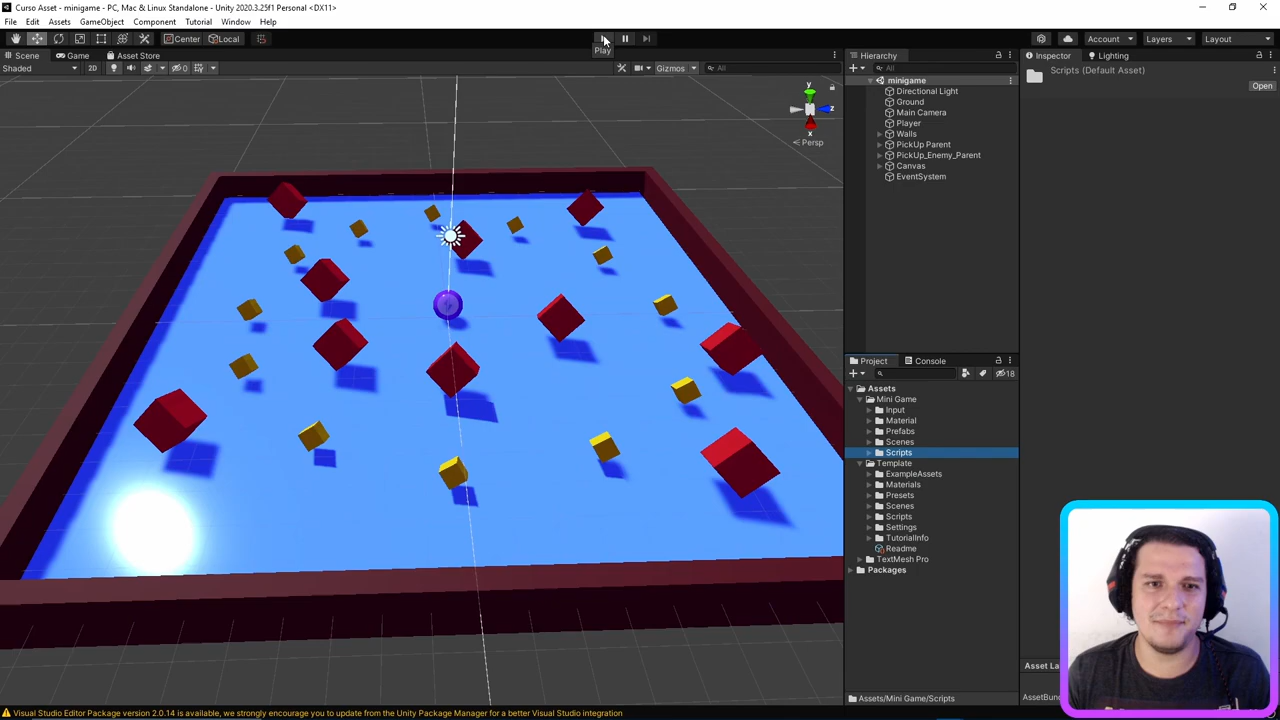 Curso Asset - minigame - PC, Mac & Linux Standalone - Unity 2020.3.25f1 Personal <DX11>
File Edit Assets GameObject Component Tutorial Window Help
Center Local Account Layers Layout
Play
Scene Game Asset Store
Shaded 2D 0 Gizmos All
y
z
x
Persp
Hierarchy
All
minigame
Directional Light
Ground
Main Camera
Player
Walls
PickUp Parent
PickUp_Enemy_Parent
Canvas
EventSystem
Inspector Lighting
Scripts (Default Asset)
Open
Project Console
18
Assets
Mini Game
Input
Material
Prefabs
Scenes
Scripts
Template
ExampleAssets
Materials
Presets
Scenes
Scripts
Settings
TutorialInfo
Readme
TextMesh Pro
Packages
Assets/Mini Game/Scripts
Asset La
AssetBun
Visual Studio Editor Package version 2.0.14 is available, we strongly encourage you to update from the Unity Package Manager for a better Visual Studio integration